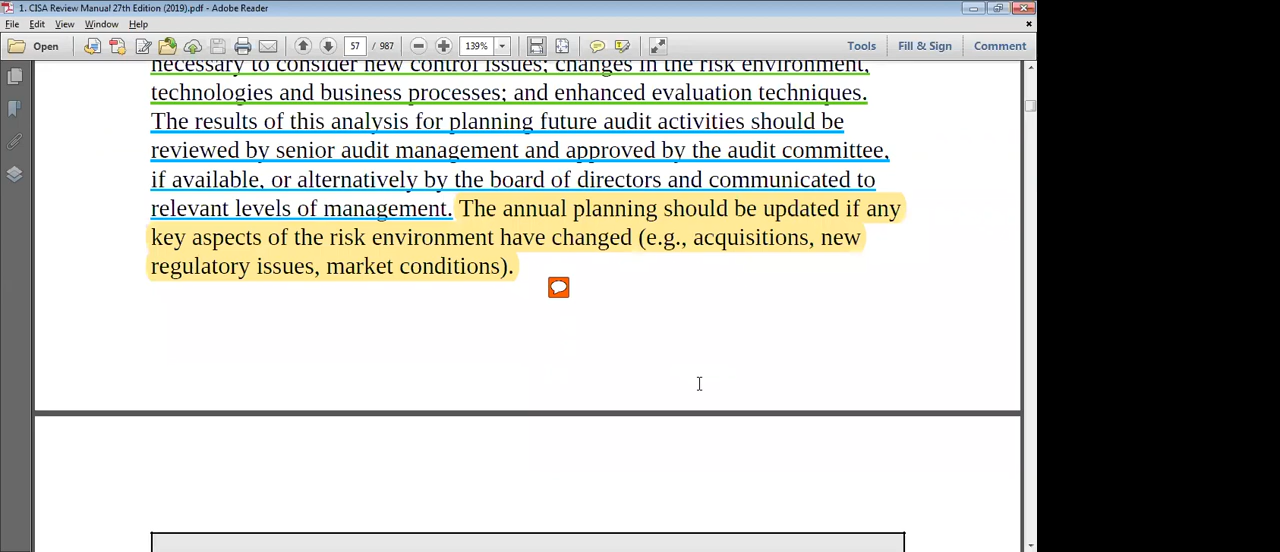 1. CISA Review Manual 27th Edition (2019).pdf - Adobe Reader
File Edit View Window Help
Open 57 / 987 139% Tools Fill & Sign Comment
necessary to consider new control issues; changes in the risk environment,
technologies and business processes; and enhanced evaluation techniques.
The results of this analysis for planning future audit activities should be
reviewed by senior audit management and approved by the audit committee,
if available, or alternatively by the board of directors and communicated to
relevant levels of management. The annual planning should be updated if any
key aspects of the risk environment have changed (e.g., acquisitions, new
regulatory issues, market conditions).